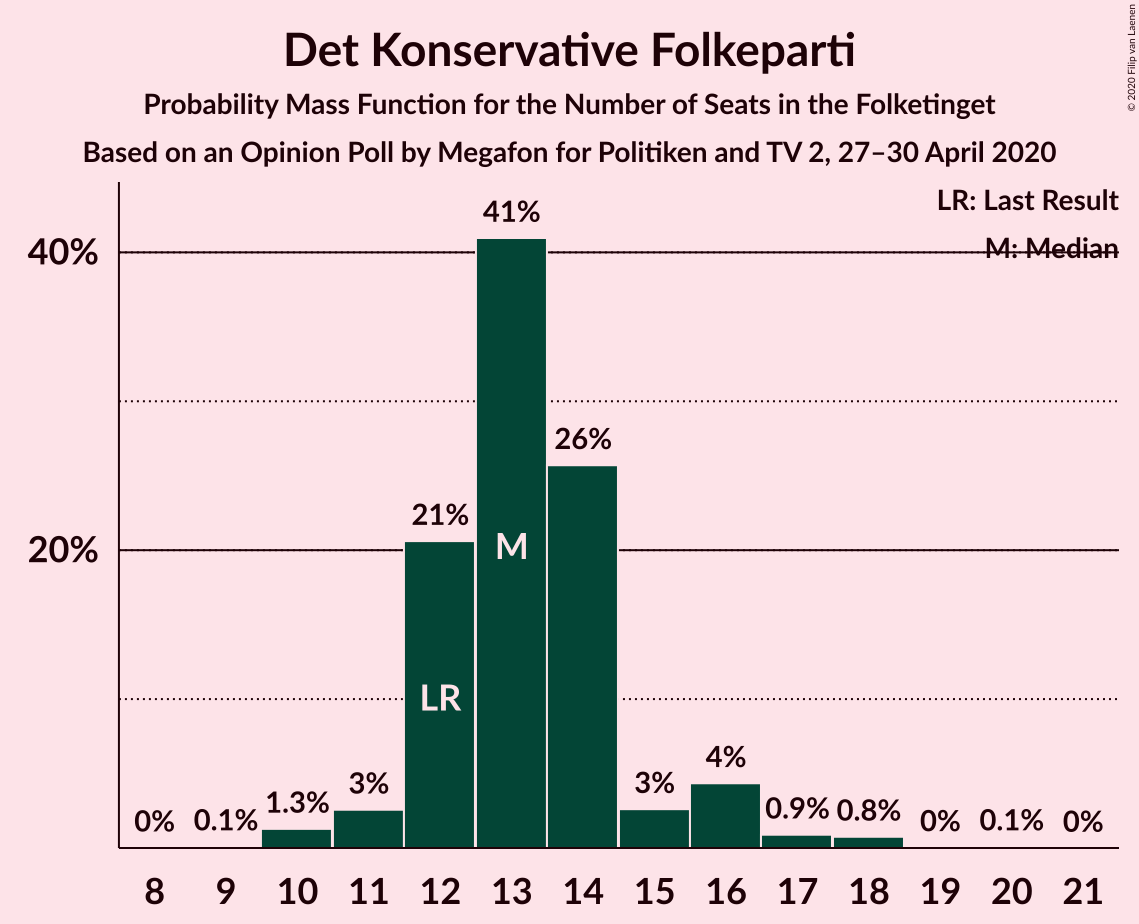 Det Konservative Folkeparti
Probability Mass Function for the Number of Seats in the Folketinget
Based on an Opinion Poll by Megafon for Politiken and TV 2, 27–30 April 2020
© 2020 Filip van Laenen
LR: Last Result
M: Median
40%
20%
0%
0.1%
1.3%
3%
21%
41%
26%
3%
4%
0.9%
0.8%
0%
0.1%
0%
LR
M
8 9 10 11 12 13 14 15 16 17 18 19 20 21